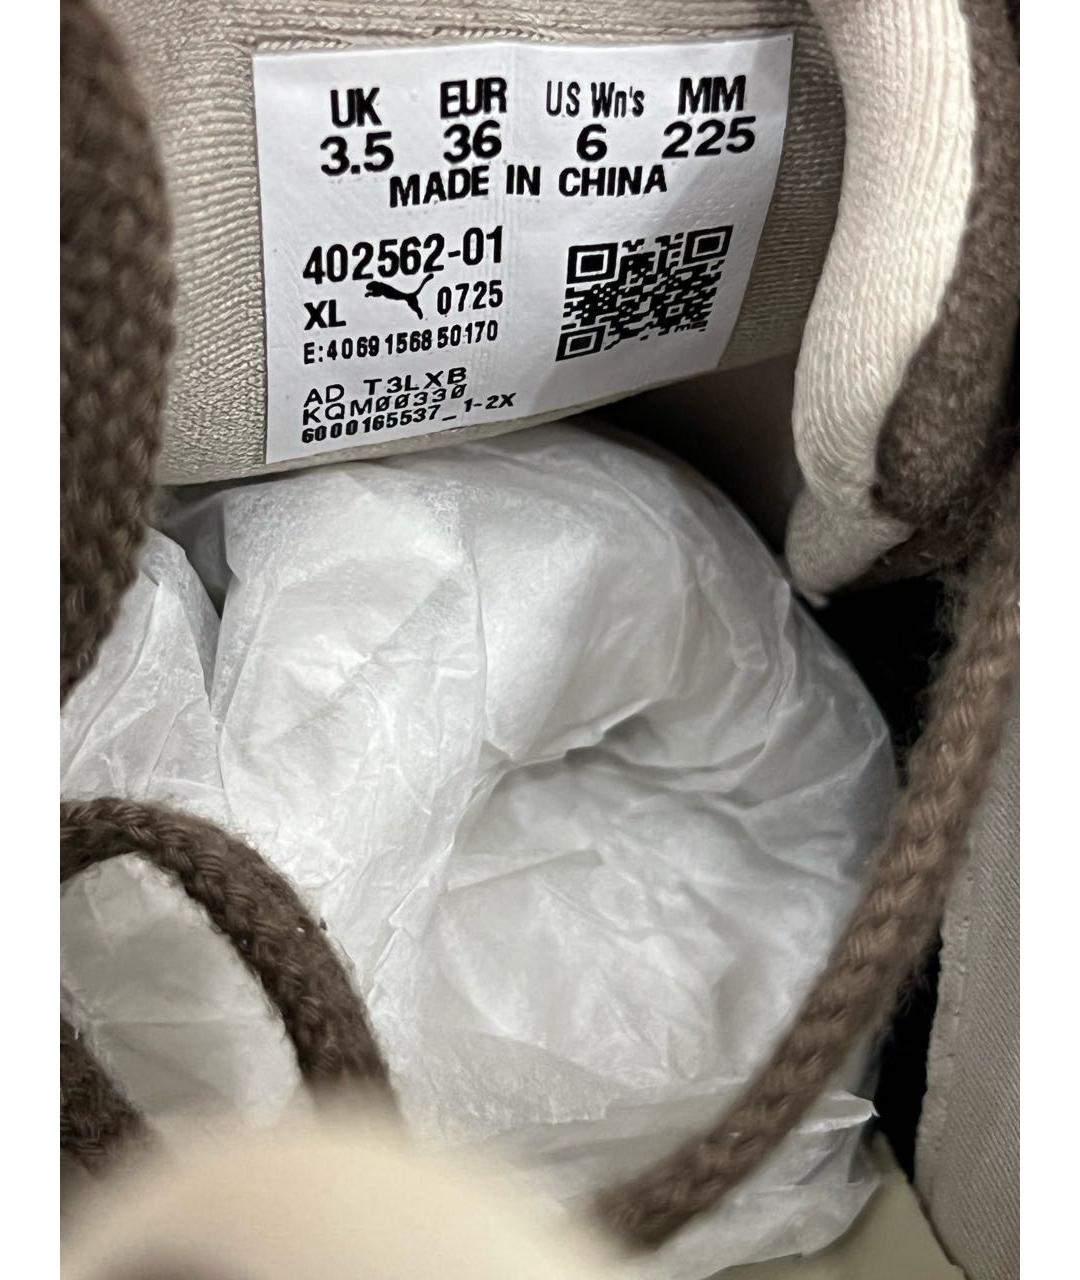 UK EUR US Wn's MM
3.5 36 6 225
MADE IN CHINA
402562-01
XL 0725
E:4069156850170
AD T3LXB
KQM00330
6000165537_1-2X